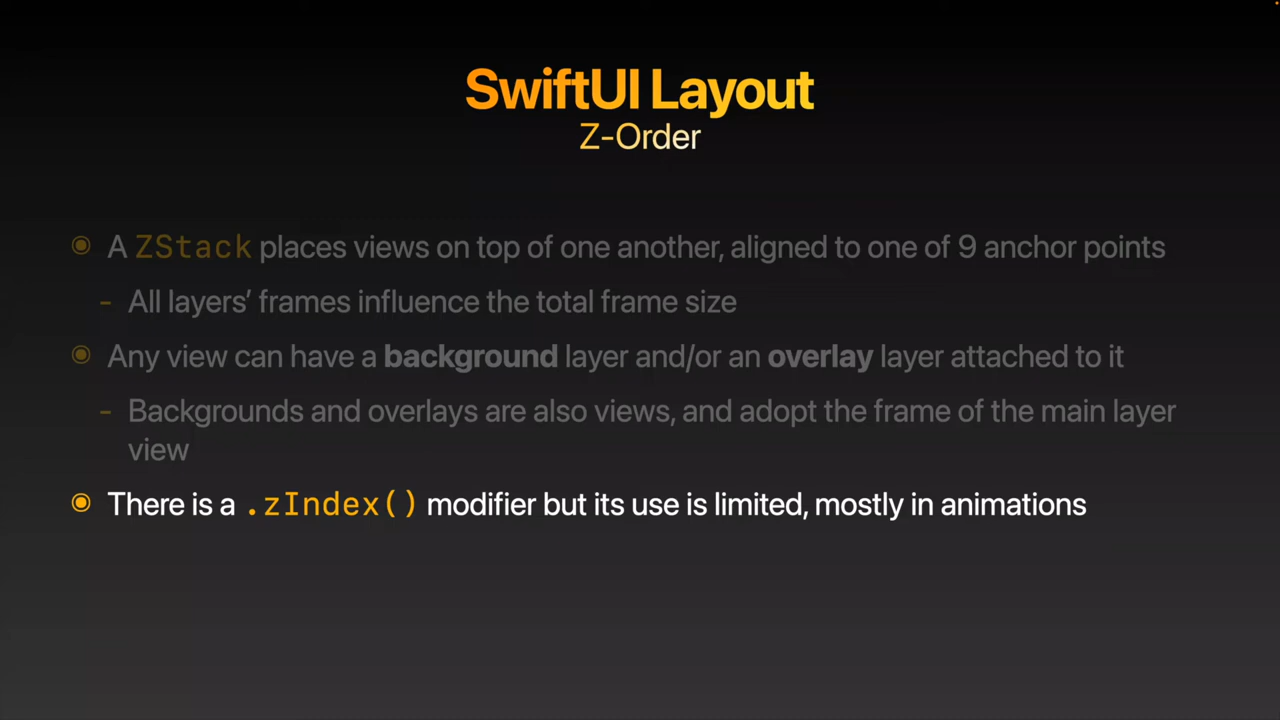 SwiftUI Layout
Z-Order
◉ A ZStack places views on top of one another, aligned to one of 9 anchor points
- All layers’ frames influence the total frame size
◉ Any view can have a background layer and/or an overlay layer attached to it
- Backgrounds and overlays are also views, and adopt the frame of the main layer
view
◉ There is a .zIndex() modifier but its use is limited, mostly in animations